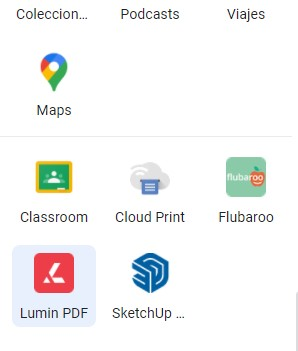 Coleccion... Podcasts Viajes
Maps
flubaroo
Classroom Cloud Print Flubaroo
Lumin PDF SketchUp ...